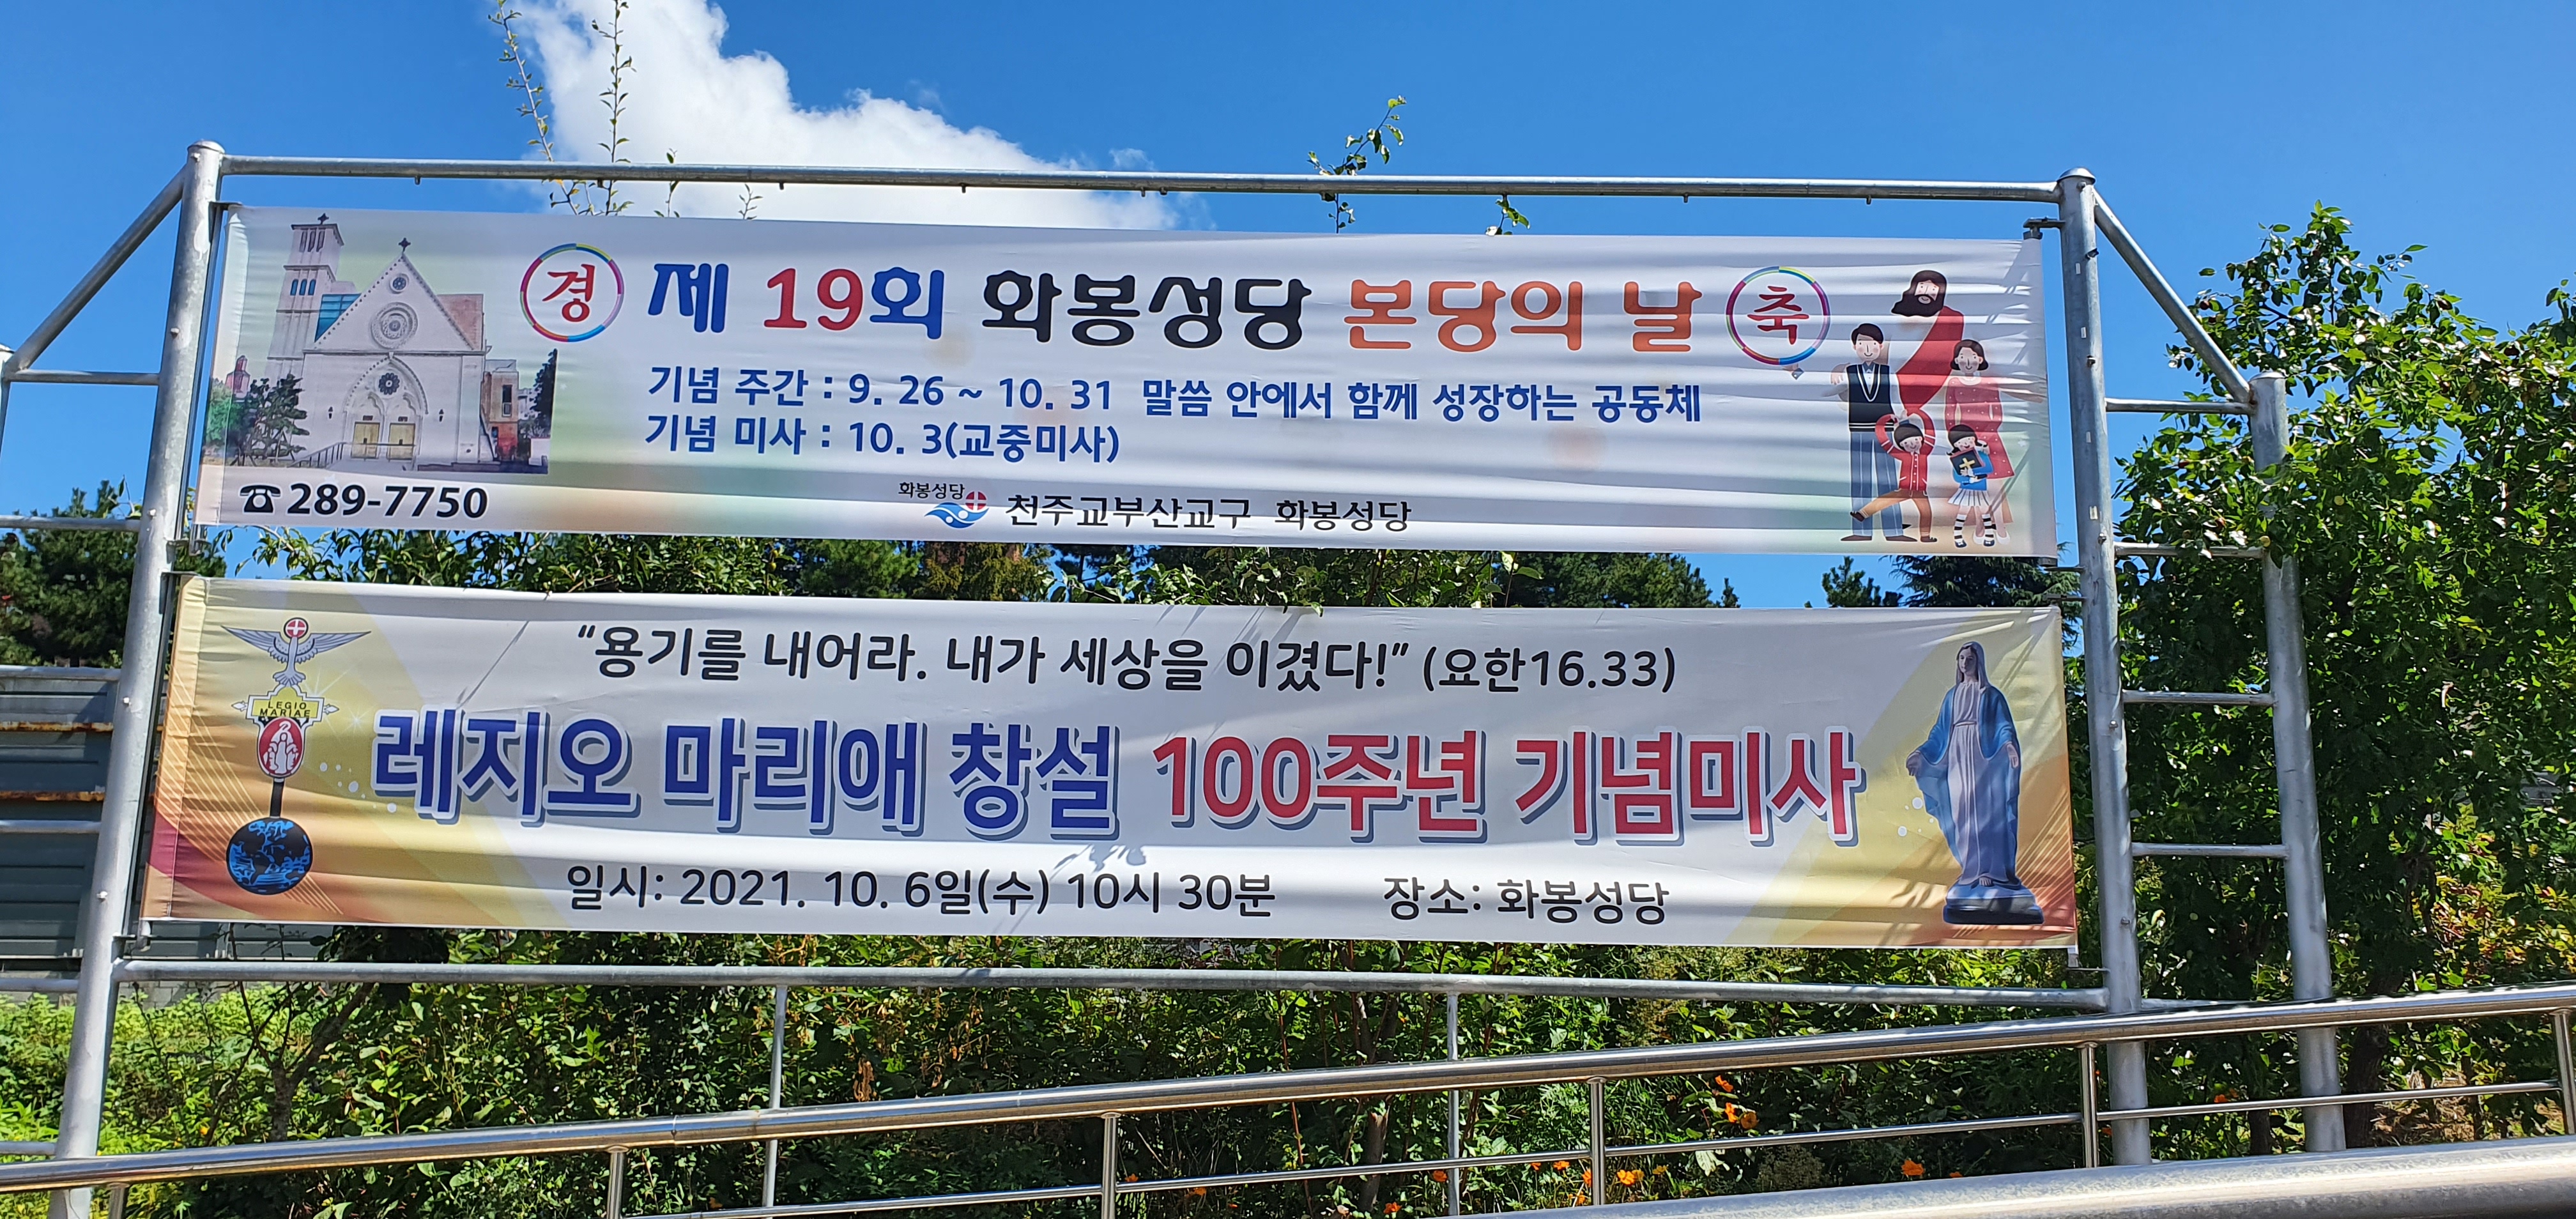 경 제 19회 화봉성당 본당의 날 축
기념 주간 : 9. 26 ~ 10. 31 말씀 안에서 함께 성장하는 공동체
기념 미사 : 10. 3(교중미사)
☎289-7750
화봉성당
천주교부산교구 화봉성당
"용기를 내어라. 내가 세상을 이겼다!" (요한16.33)
LEGIO
MARIAE
레지오 마리애 창설 100주년 기념미사
일시: 2021. 10. 6일(수) 10시 30분 장소: 화봉성당